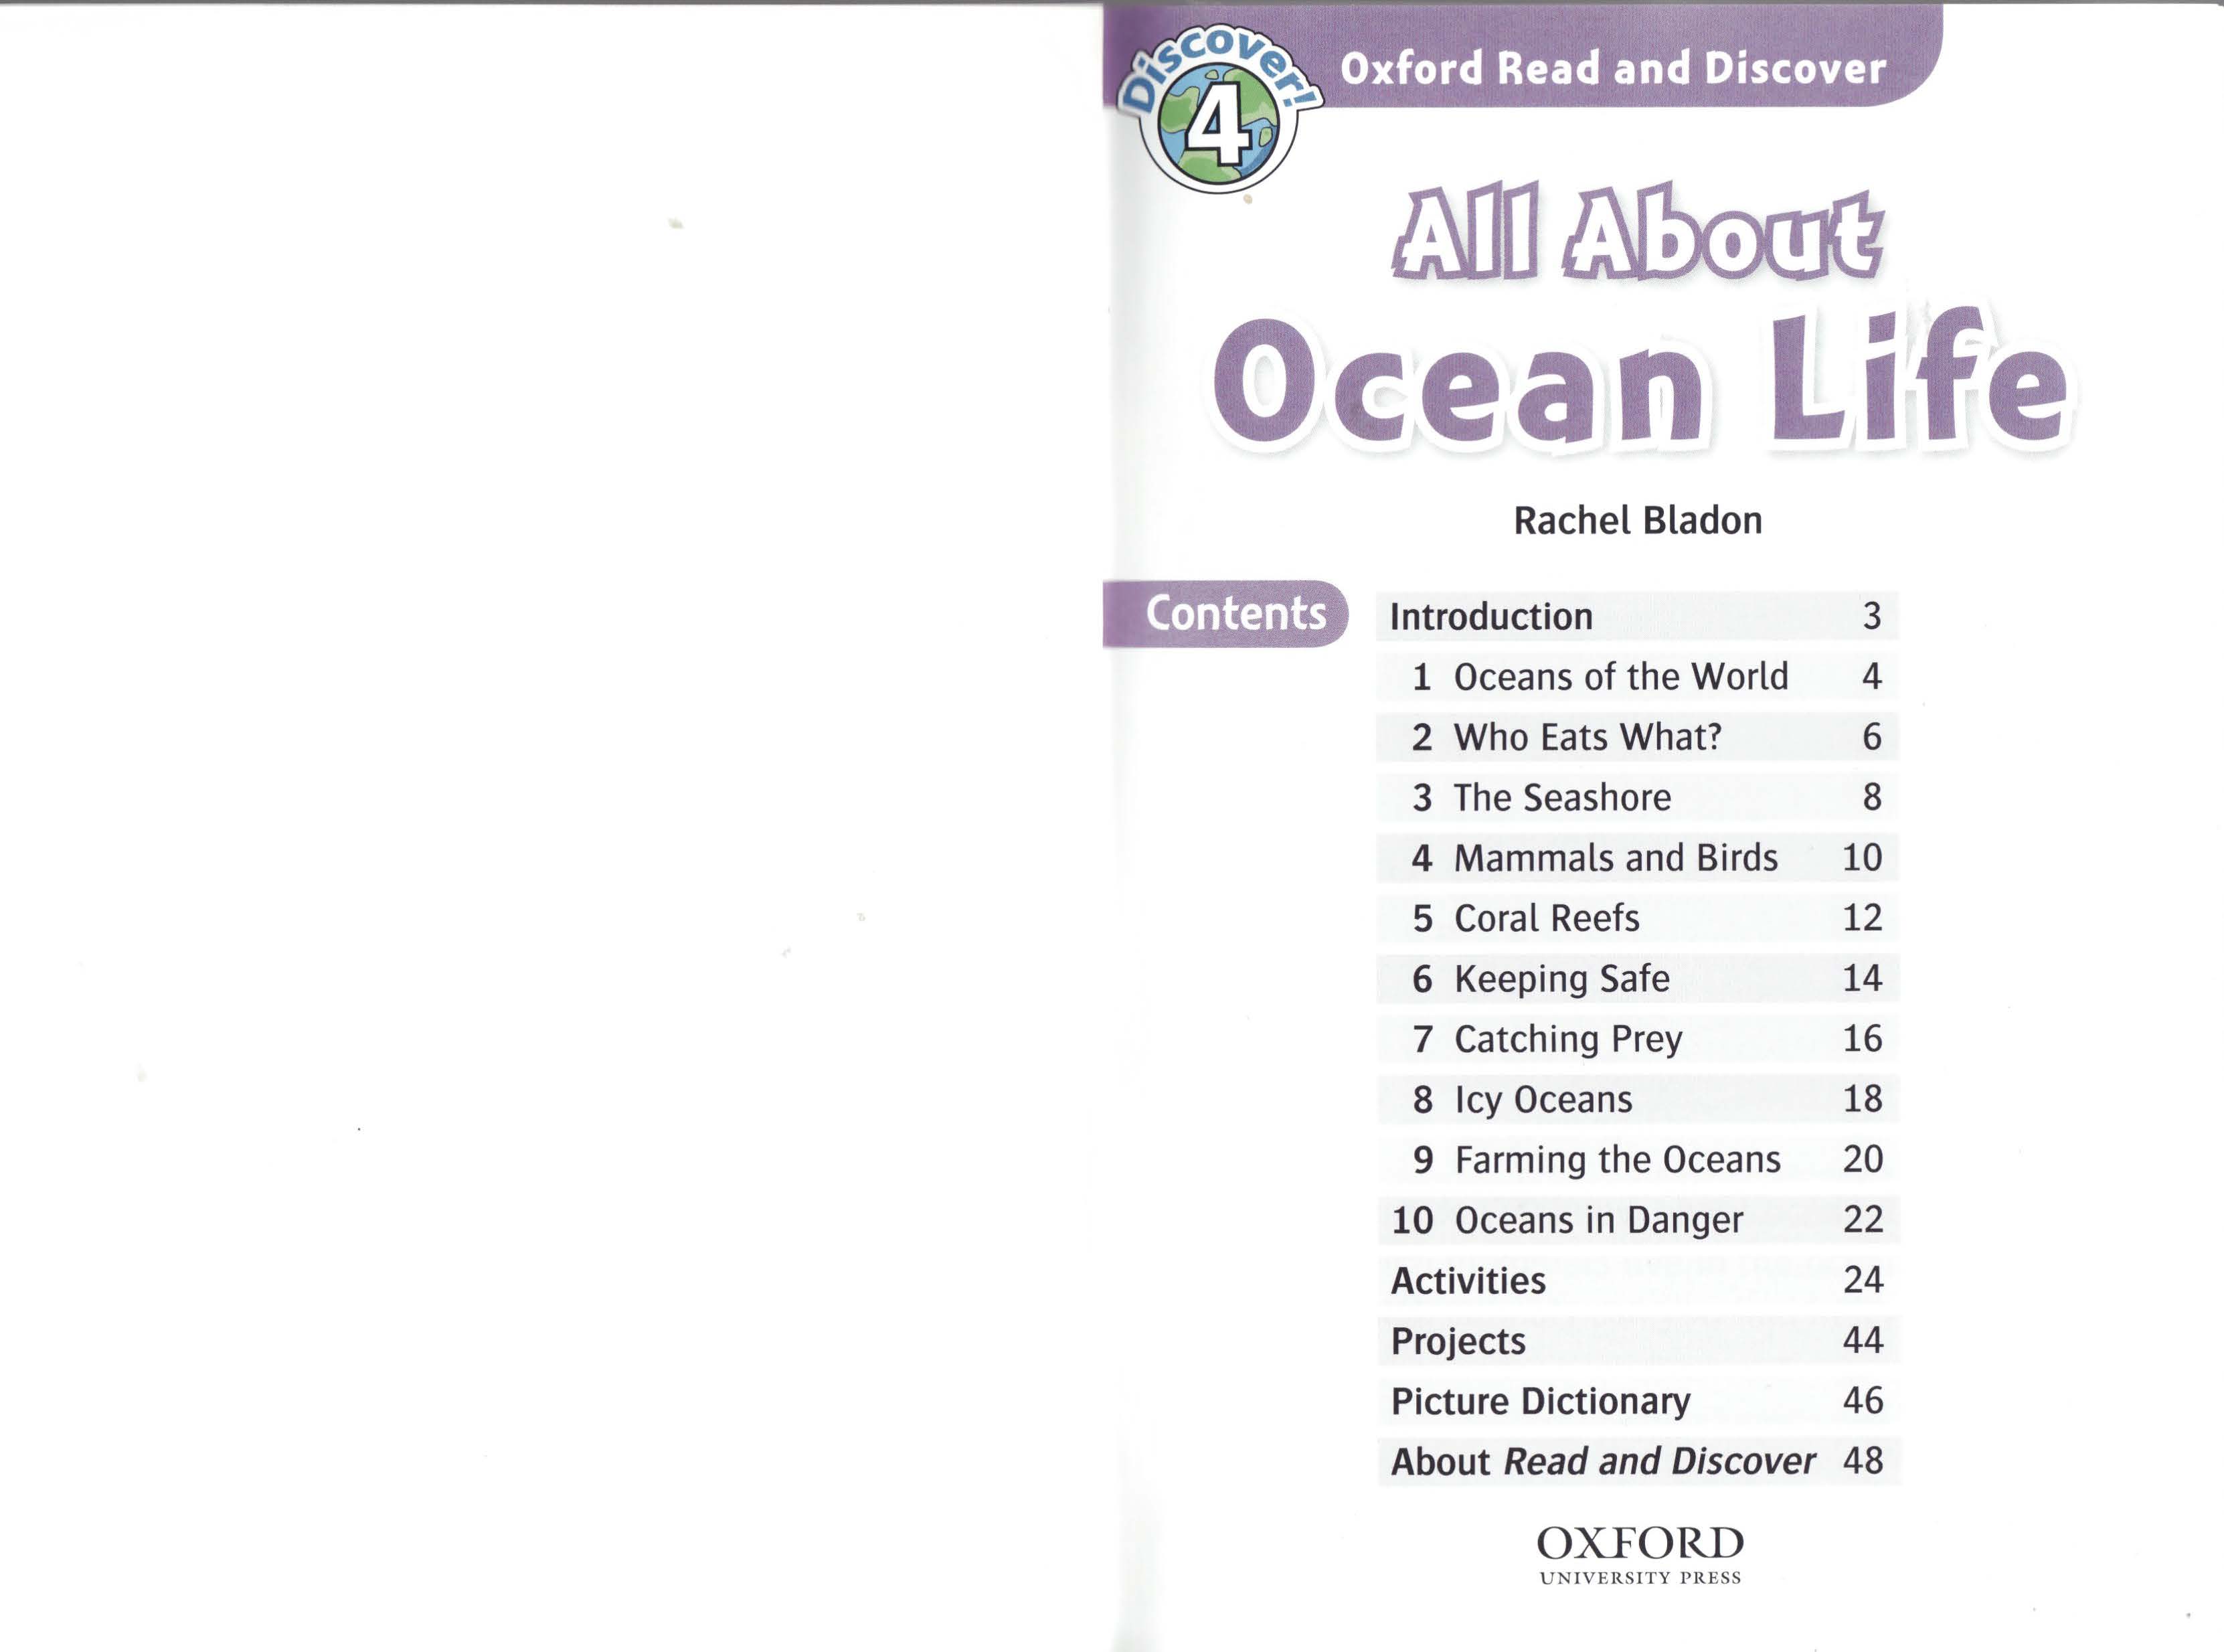 Discover!
4
Oxford Read and Discover
All About
Ocean Life
Rachel Bladon
Contents
Introduction 3
1 Oceans of the World 4
2 Who Eats What? 6
3 The Seashore 8
4 Mammals and Birds 10
5 Coral Reefs 12
6 Keeping Safe 14
7 Catching Prey 16
8 Icy Oceans 18
9 Farming the Oceans 20
10 Oceans in Danger 22
Activities 24
Projects 44
Picture Dictionary 46
About Read and Discover 48
OXFORD
UNIVERSITY PRESS